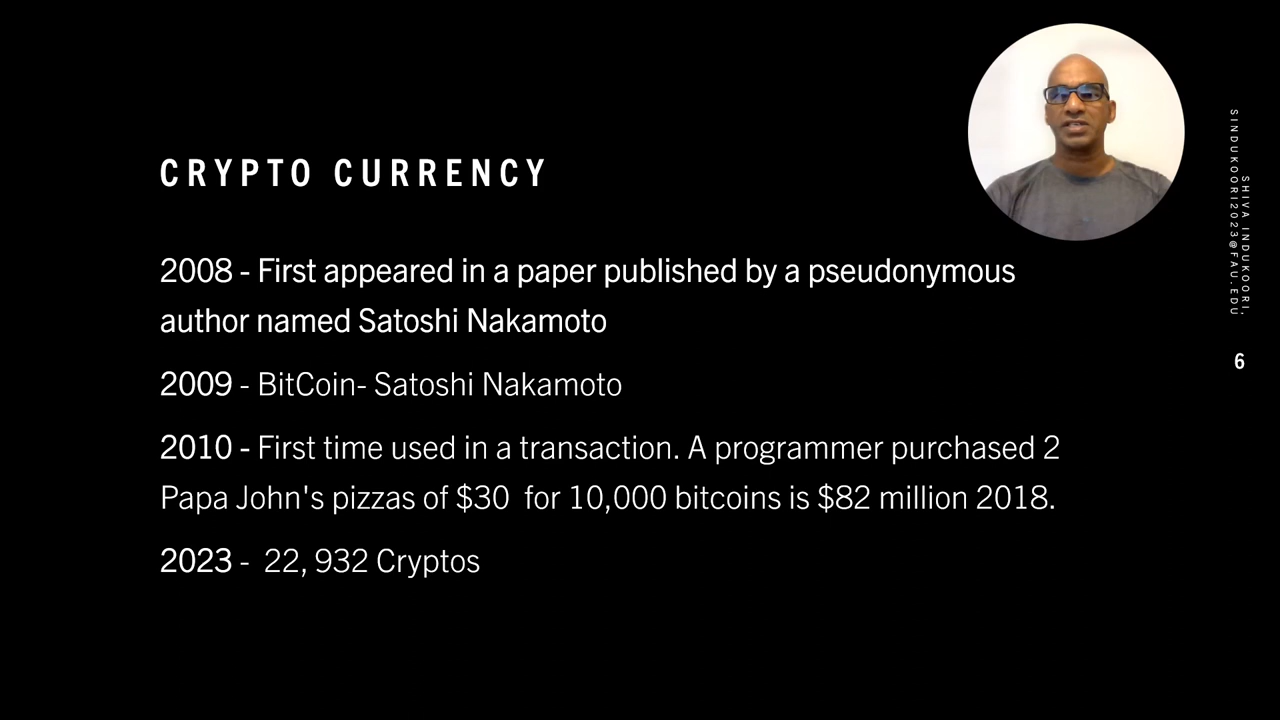 CRYPTO CURRENCY
2008 - First appeared in a paper published by a pseudonymous
author named Satoshi Nakamoto
2009 - BitCoin- Satoshi Nakamoto
2010 - First time used in a transaction. A programmer purchased 2
Papa John's pizzas of $30  for 10,000 bitcoins is $82 million 2018.
2023 -  22, 932 Cryptos
SHIVA INDUKOORI,
SINDUKOORI2023@FAU.EDU
6